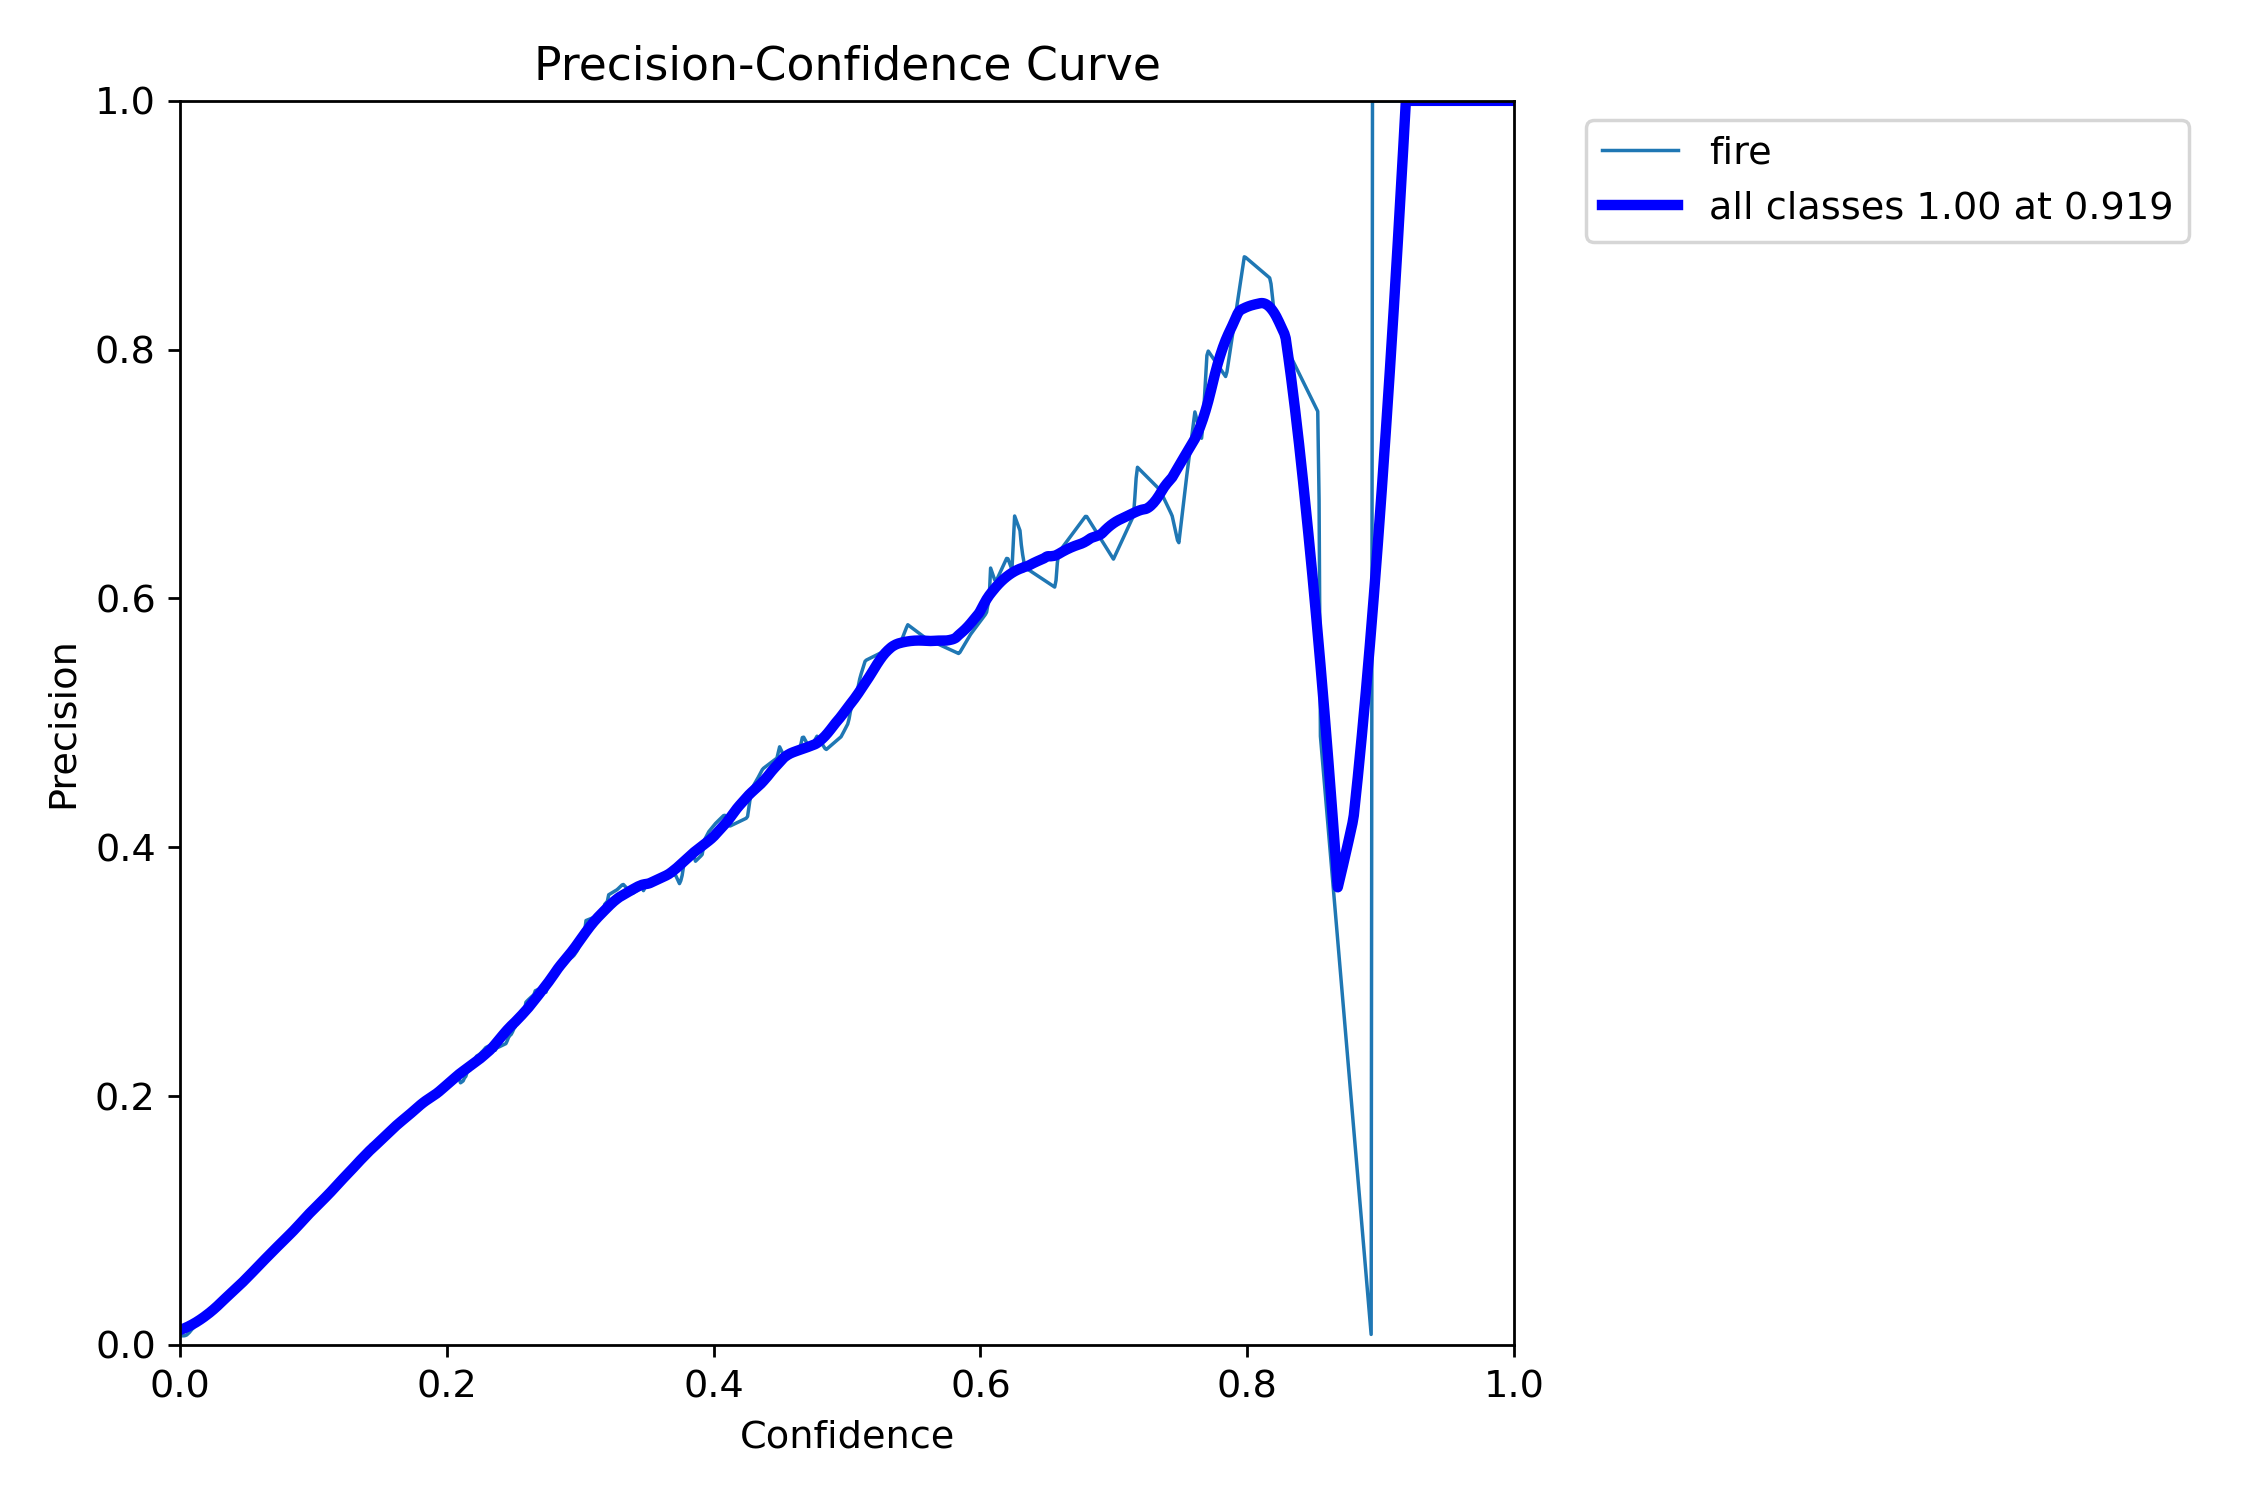 Precision-Confidence Curve
1.0
0.8
0.6
0.4
0.2
0.0
Precision
0.0 0.2 0.4 0.6 0.8 1.0
Confidence
fire
all classes 1.00 at 0.919